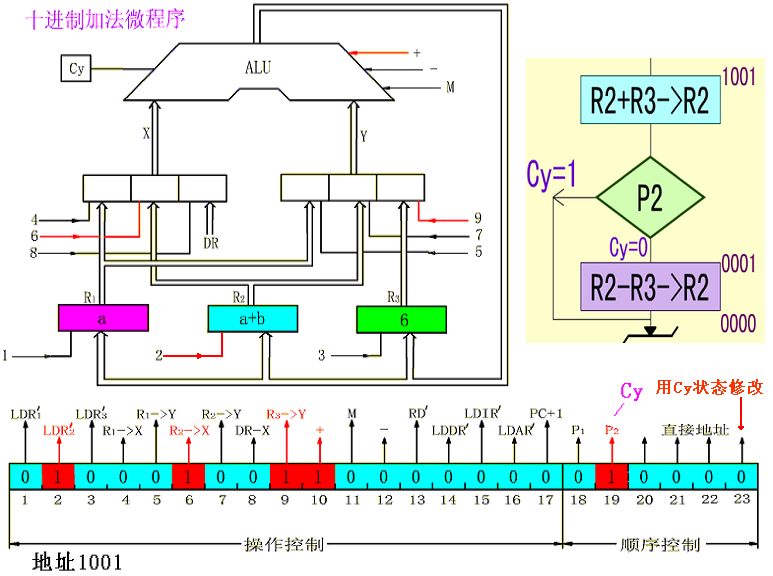 十进制加法微程序
Cy
ALU
+
-
M
X
Y
4
6
8
DR
9
7
5
R1
R2
R3
a
a+b
6
1
2
3
1001
R2+R3->R2
Cy=1
P2
Cy=0
0001
R2-R3->R2
0000
Cy
用Cy状态修改
LDR1' LDR3' R1->Y R2->Y R3->Y M RD' LDIR' PC+1
LDR2' R1->X R2->X DR-X + - LDDR' LDAR' P1 P2 直接地址
0 1 0 0 0 1 0 0 1 1 0 0 0 0 0 0 0 0 1 0 0 0 0
1 2 3 4 5 6 7 8 9 10 11 12 13 14 15 16 17 18 19 20 21 22 23
操作控制 顺序控制
地址1001